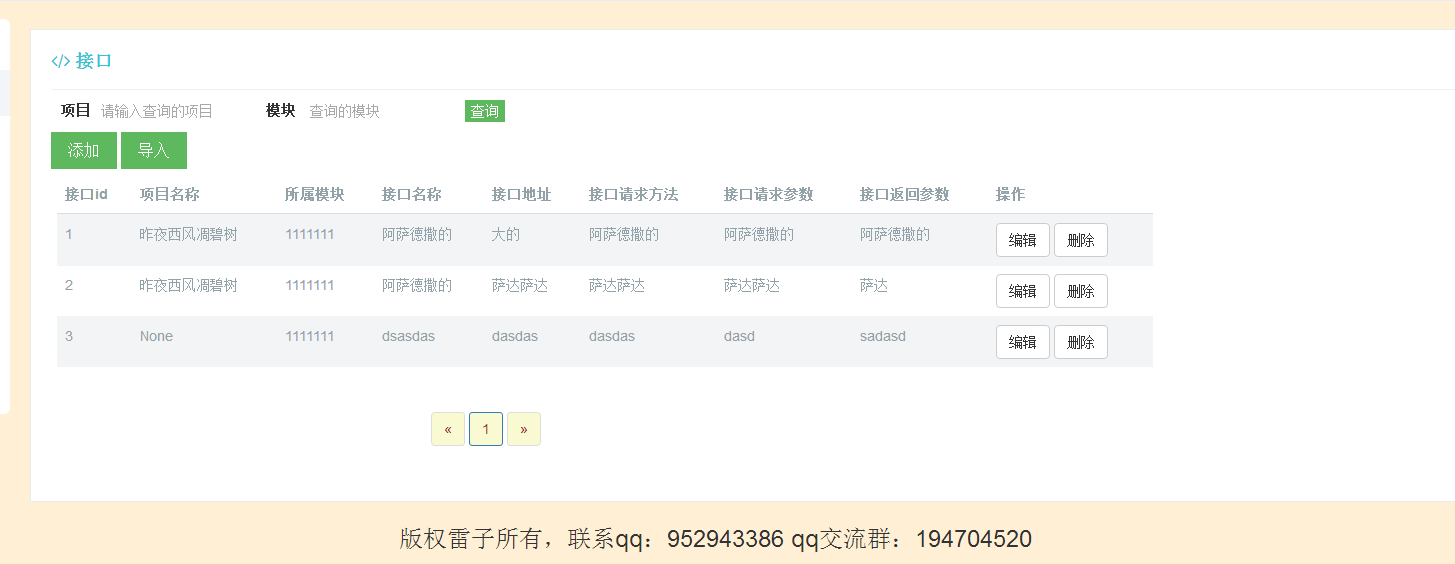 </> 接口
项目 请输入查询的项目 模块 查询的模块 查询
添加 导入
接口id 项目名称 所属模块 接口名称 接口地址 接口请求方法 接口请求参数 接口返回参数 操作
1 昨夜西风凋碧树 1111111 阿萨德撒的 大的 阿萨德撒的 阿萨德撒的 阿萨德撒的 编辑 删除
2 昨夜西风凋碧树 1111111 阿萨德撒的 萨达萨达 萨达萨达 萨达萨达 萨达 编辑 删除
3 None 1111111 dsasdas dasdas dasdas dasd sadasd 编辑 删除
« 1 »
版权雷子所有，联系qq：952943386 qq交流群：194704520